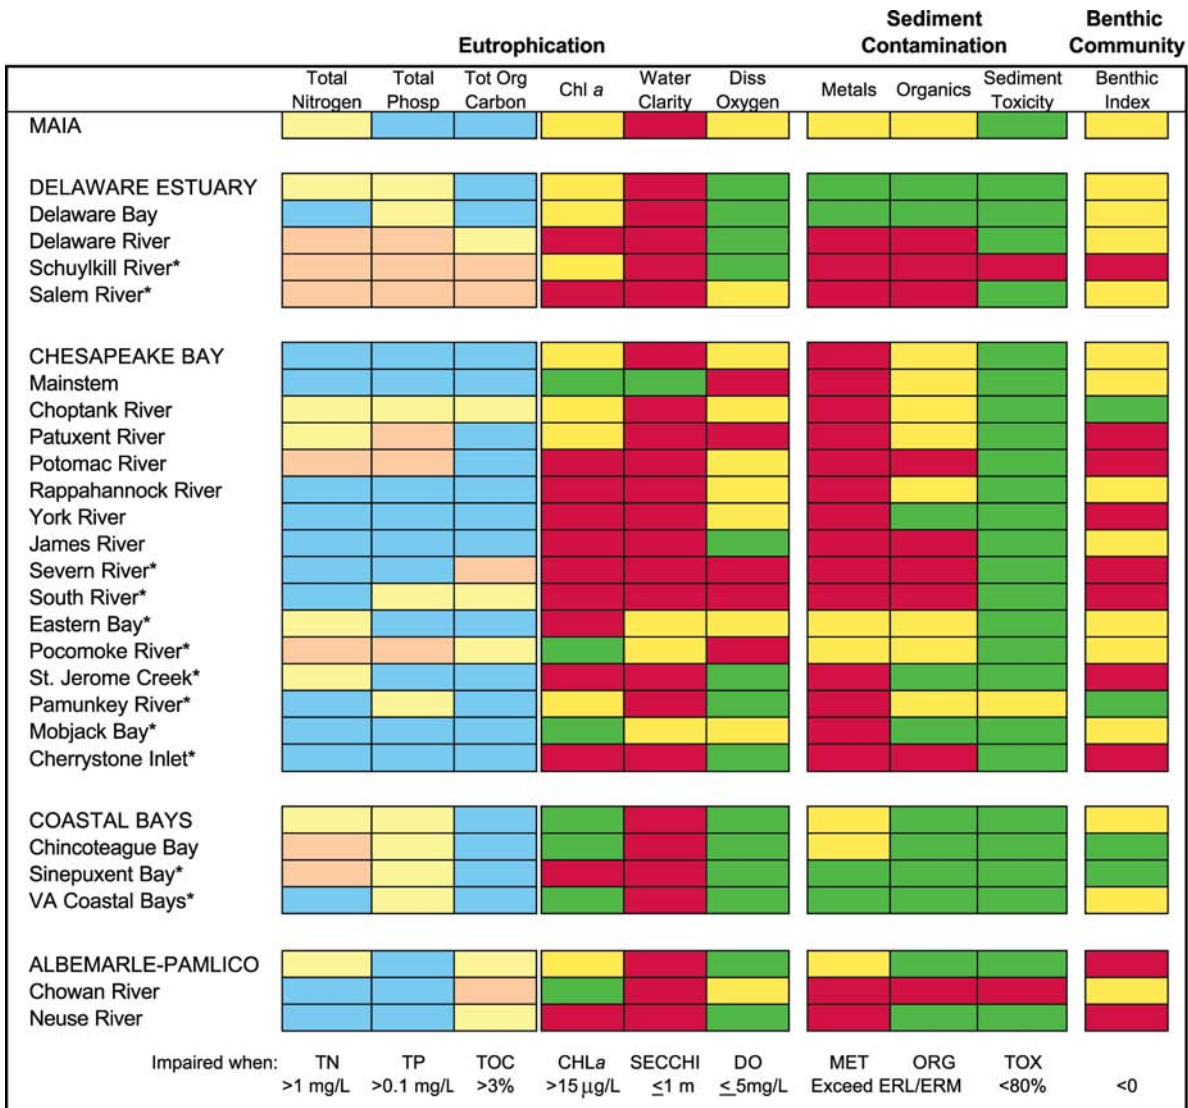 Eutrophication Sediment Contamination Benthic Community
Total Nitrogen Total Phosp Tot Org Carbon Chl a Water Clarity Diss Oxygen Metals Organics Sediment Toxicity Benthic Index
MAIA
DELAWARE ESTUARY
Delaware Bay
Delaware River
Schuylkill River*
Salem River*
CHESAPEAKE BAY
Mainstem
Choptank River
Patuxent River
Potomac River
Rappahannock River
York River
James River
Severn River*
South River*
Eastern Bay*
Pocomoke River*
St. Jerome Creek*
Pamunkey River*
Mobjack Bay*
Cherrystone Inlet*
COASTAL BAYS
Chincoteague Bay
Sinepuxent Bay*
VA Coastal Bays*
ALBEMARLE-PAMLICO
Chowan River
Neuse River
Impaired when: TN TP TOC CHLa SECCHI DO MET ORG TOX
>1 mg/L >0.1 mg/L >3% >15 µg/L ≤1 m ≤ 5mg/L Exceed ERL/ERM <80% <0